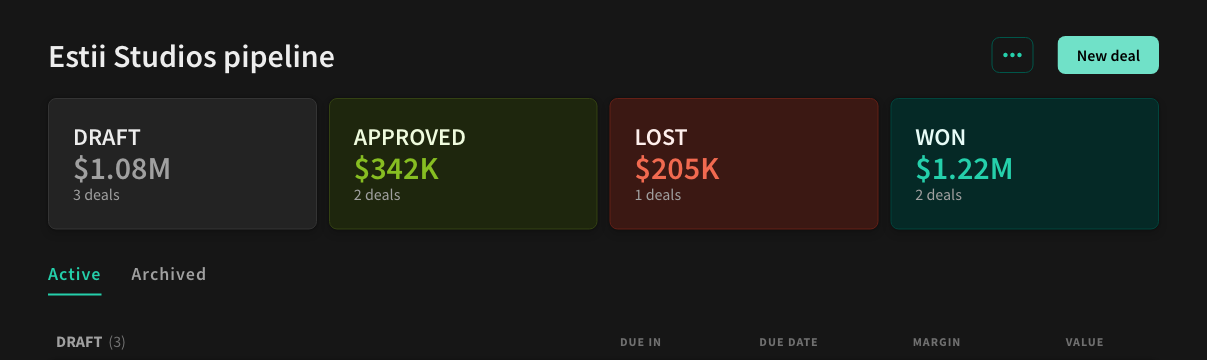 Estii Studios pipeline
New deal
DRAFT
$1.08M
3 deals
APPROVED
$342K
2 deals
LOST
$205K
1 deals
WON
$1.22M
2 deals
Active Archived
DRAFT (3) DUE IN DUE DATE MARGIN VALUE